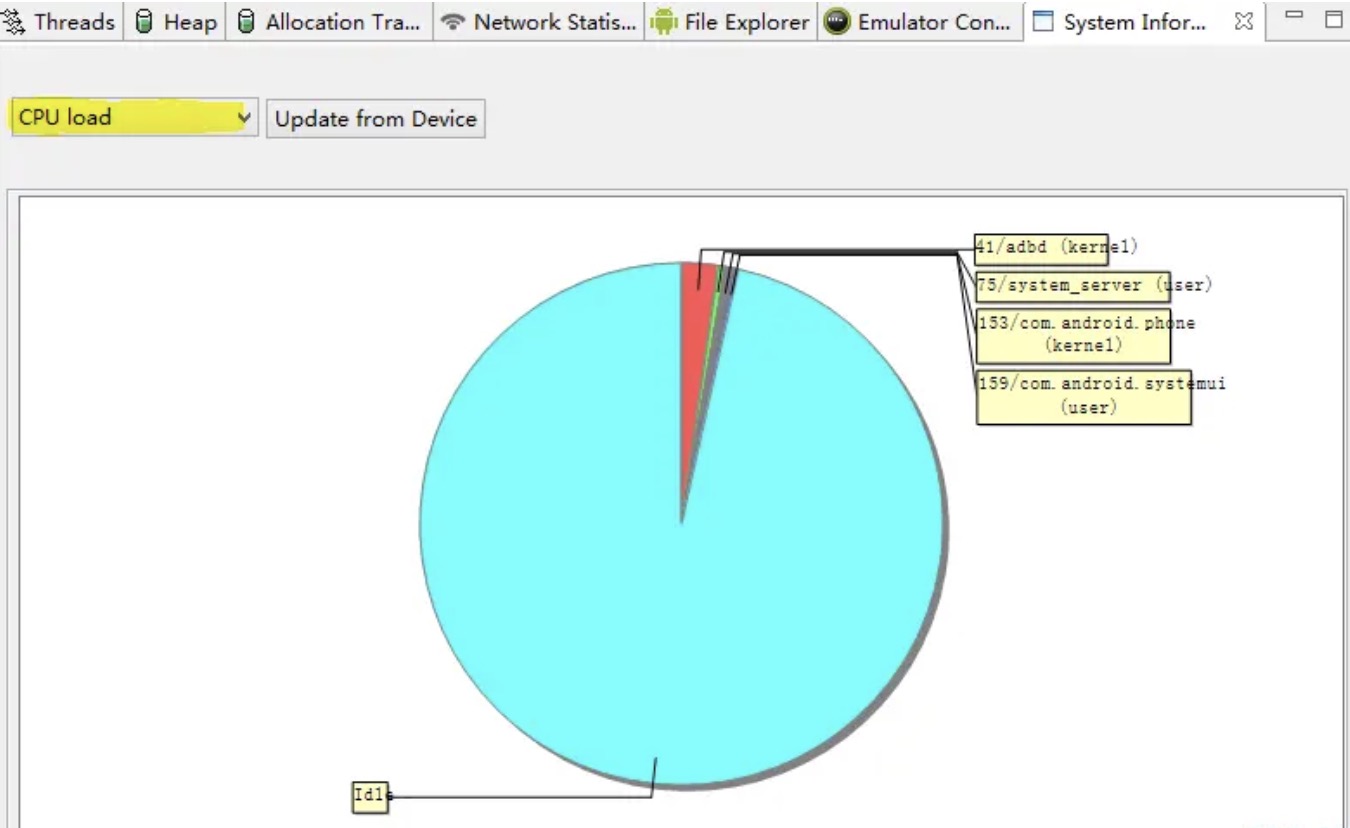 Threads
Heap
Allocation Tra...
Network Statis...
File Explorer
Emulator Con...
System Infor...
CPU load
Update from Device
41/adbd (kernel)
75/system_server (user)
153/com.android.phone
(kernel)
159/com.android.systemui
(user)
Idle